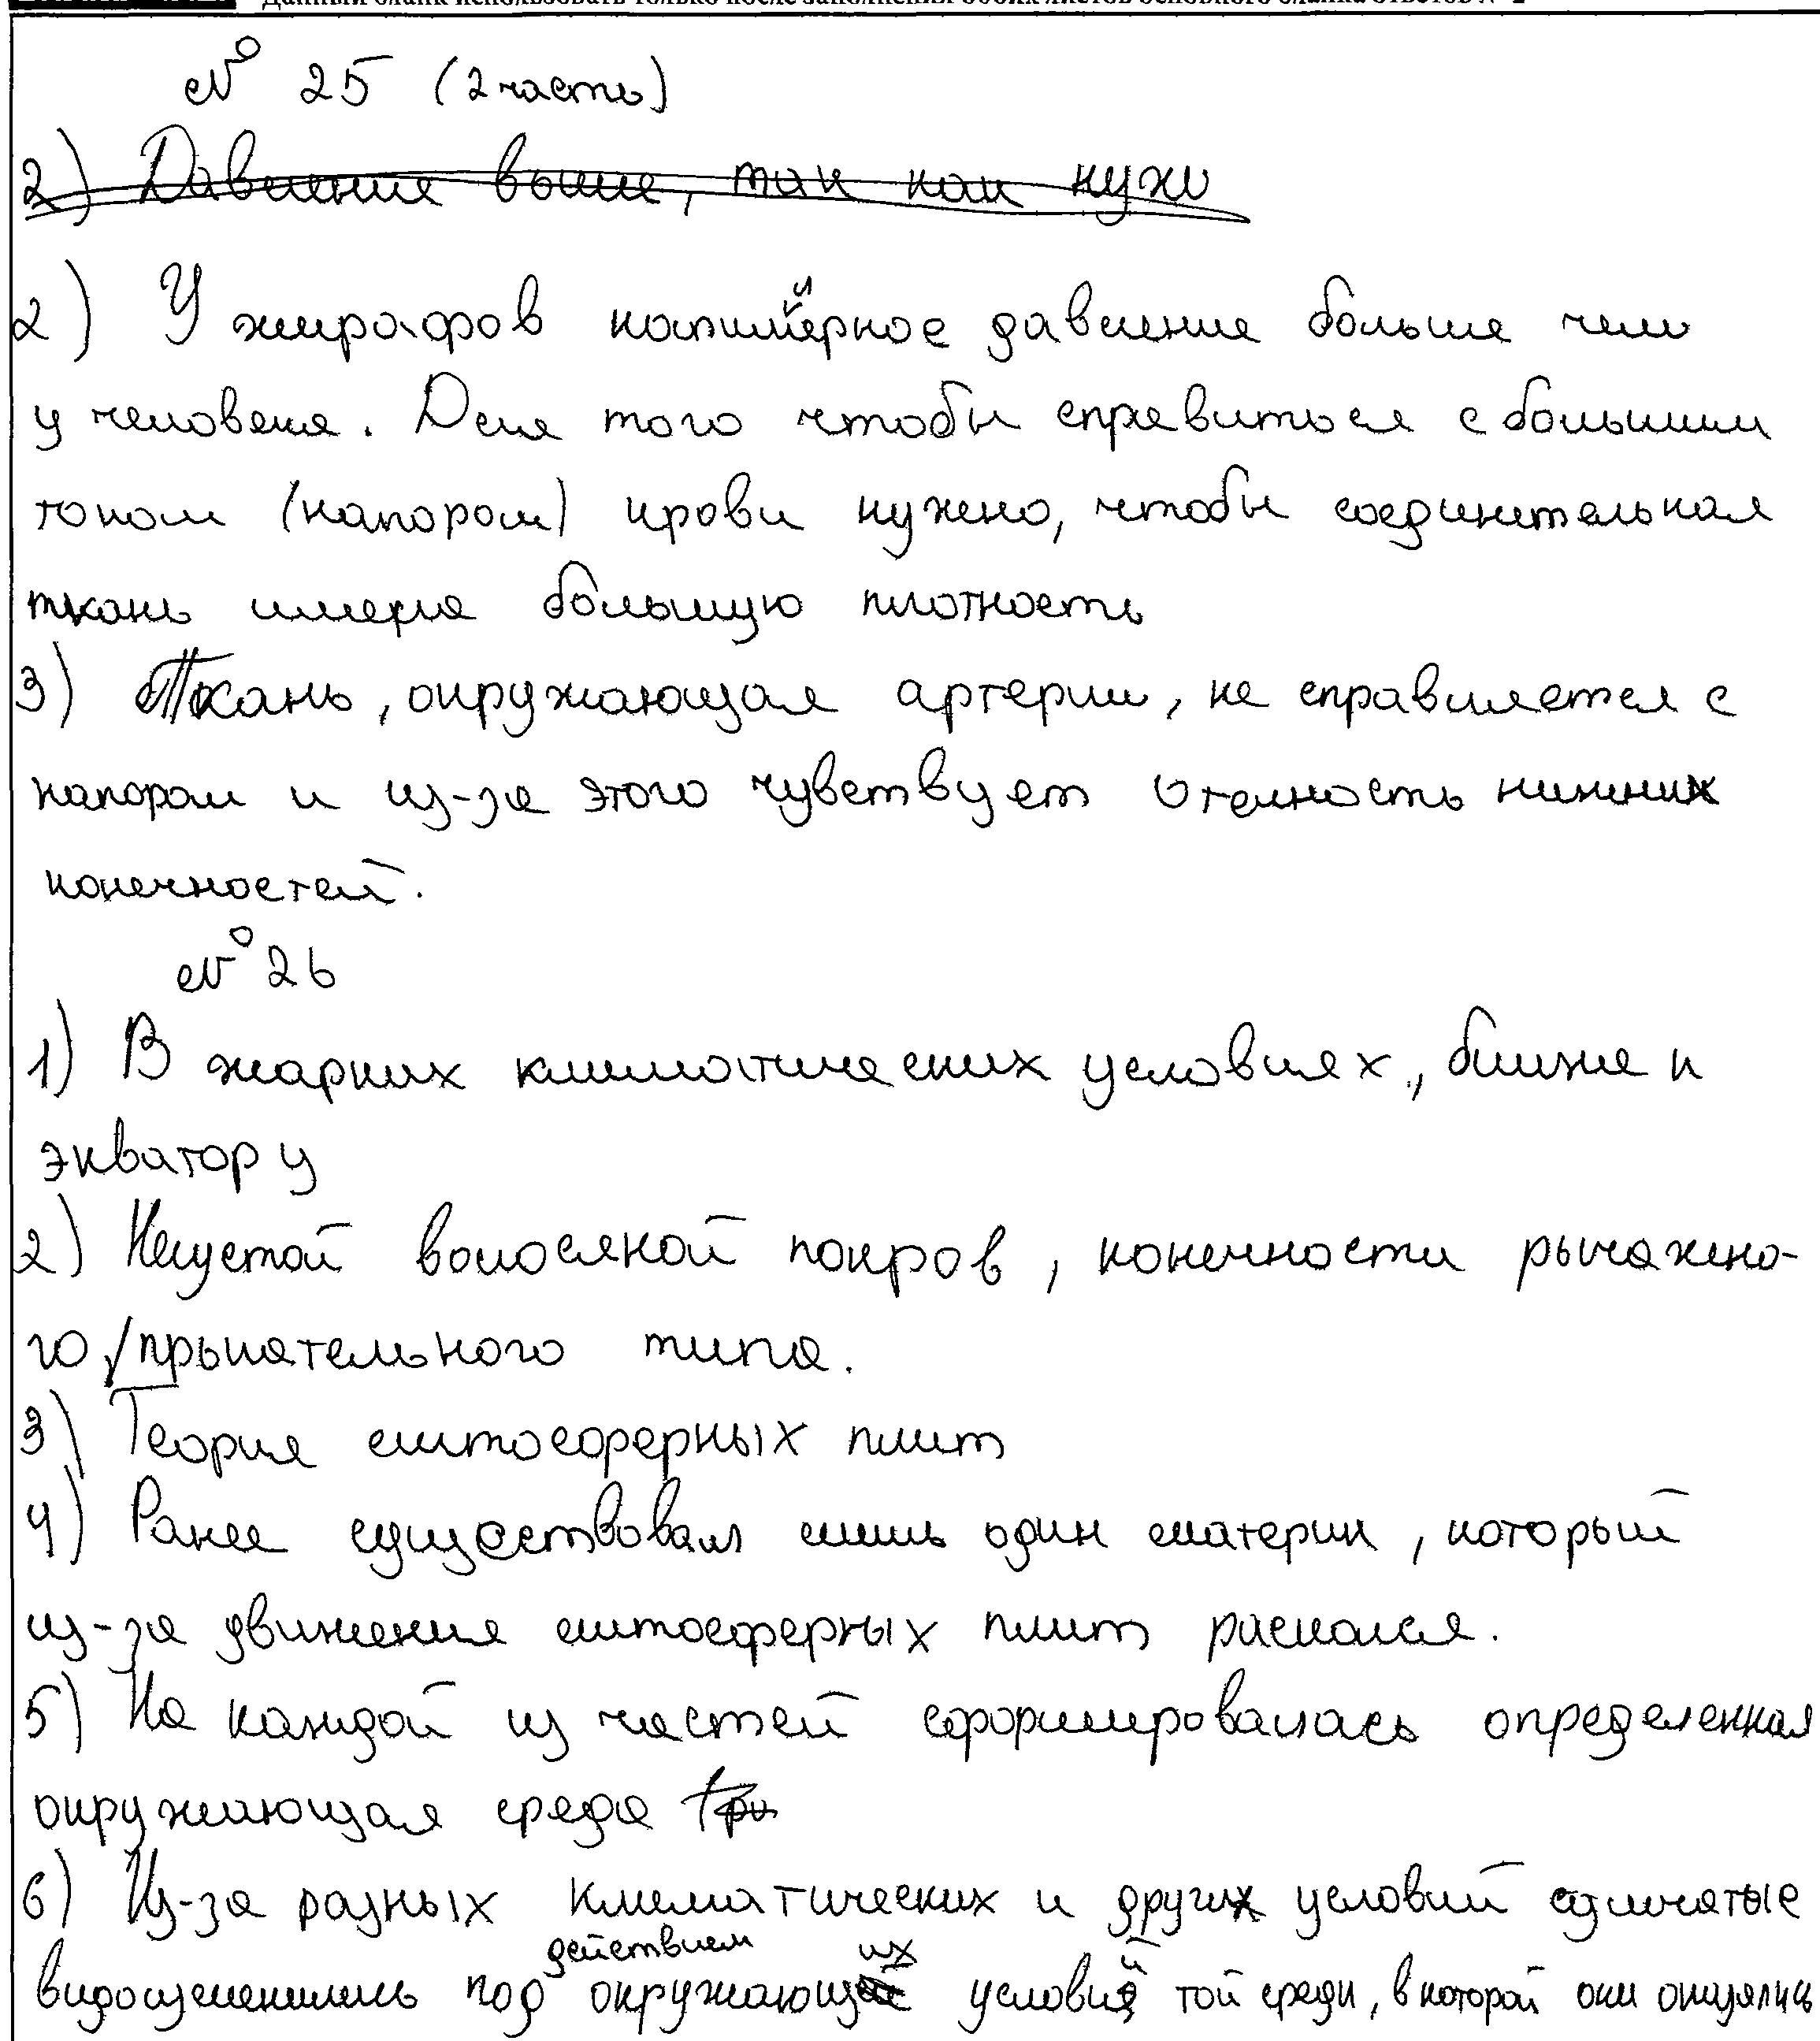 Данный бланк использовать только после заполнения обоих листов основного бланка ответов № 2
№ 25 (2 часть)
2) Давление выше, так как нужн
2) У жирафов капиллярное давление больше чем
у человека. Для того чтобы справиться с большим
током (напором) крови нужно, чтобы соединительная
ткань имела большую плотность
3) Ткань, окружающая артерии, не справляется с
напором и из-за этого чувствует отечность нижних
конечностей.
№ 26
1) В жарких климатических условиях, ближе к
экватору
2) Негустой волосяной покров, конечности рычажно-
го/прыгательного типа.
3) Теория литосферных плит
4) Ранее существовал лишь один материк, который
из-за движения литосферных плит раскался.
5) На каждой из частей сформировалась определенная
окружающая среда
6) Из-за разных климатических и других условий сумчатые
видоизменились под действием окружающих условий той среды, в которой они оказались